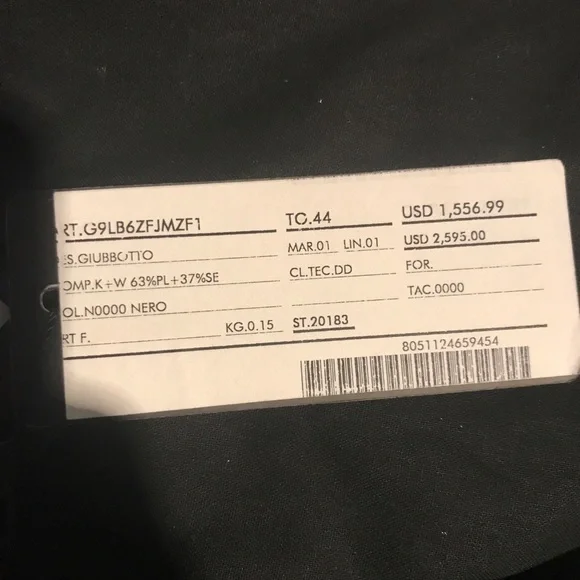 RT.G9LB6ZFJMZF1 TG.44 USD 1,556.99
ES.GIUBBOTTO MAR.01 LIN.01 USD 2,595.00
OMP.K+W 63%PL+37%SE CL.TEC.DD FOR.
OL.N0000 NERO TAC.0000
RT F. KG.0.15 ST.20183
8051124659454